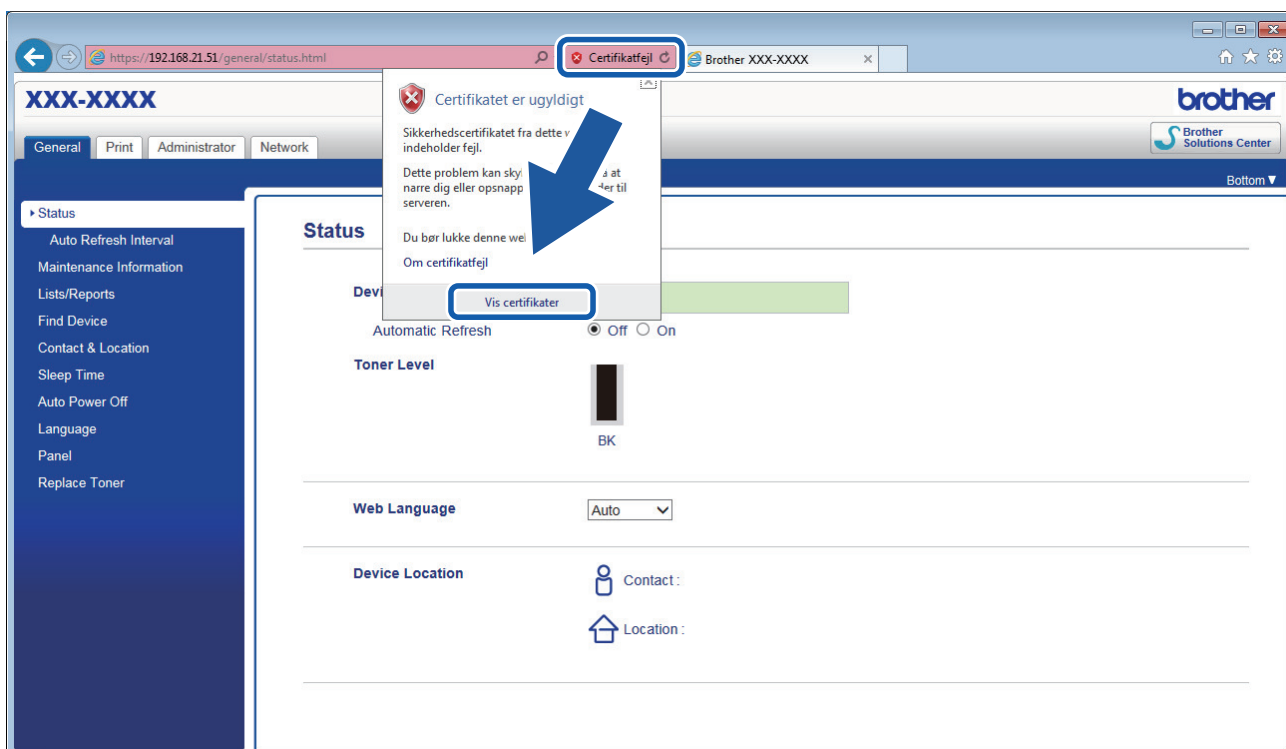 https://192.168.21.51/general/status.html
Certifikatfejl
Brother XXX-XXXX
XXX-XXXX
brother
Certifikatet er ugyldigt
Sikkerhedscertifikatet fra dette
indeholder fejl.
Dette problem kan at
narre dig eller til
serveren.
Du bør lukke denne
Om certifikatfejl
Vis certifikater
General
Print
Administrator
Network
Brother
Solutions Center
Bottom▼
Status
Auto Refresh Interval
Maintenance Information
Lists/Reports
Find Device
Contact & Location
Sleep Time
Auto Power Off
Language
Panel
Replace Toner
Status
Automatic Refresh
Off
On
Toner Level
BK
Web Language
Auto
Device Location
Contact :
Location :